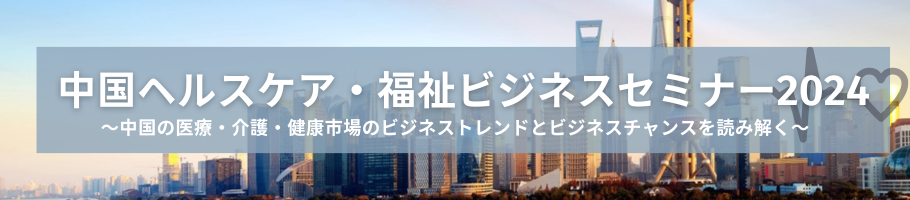 中国ヘルスケア・福祉ビジネスセミナー2024
～中国の医療・介護・健康市場のビジネストレンドとビジネスチャンスを読み解く～